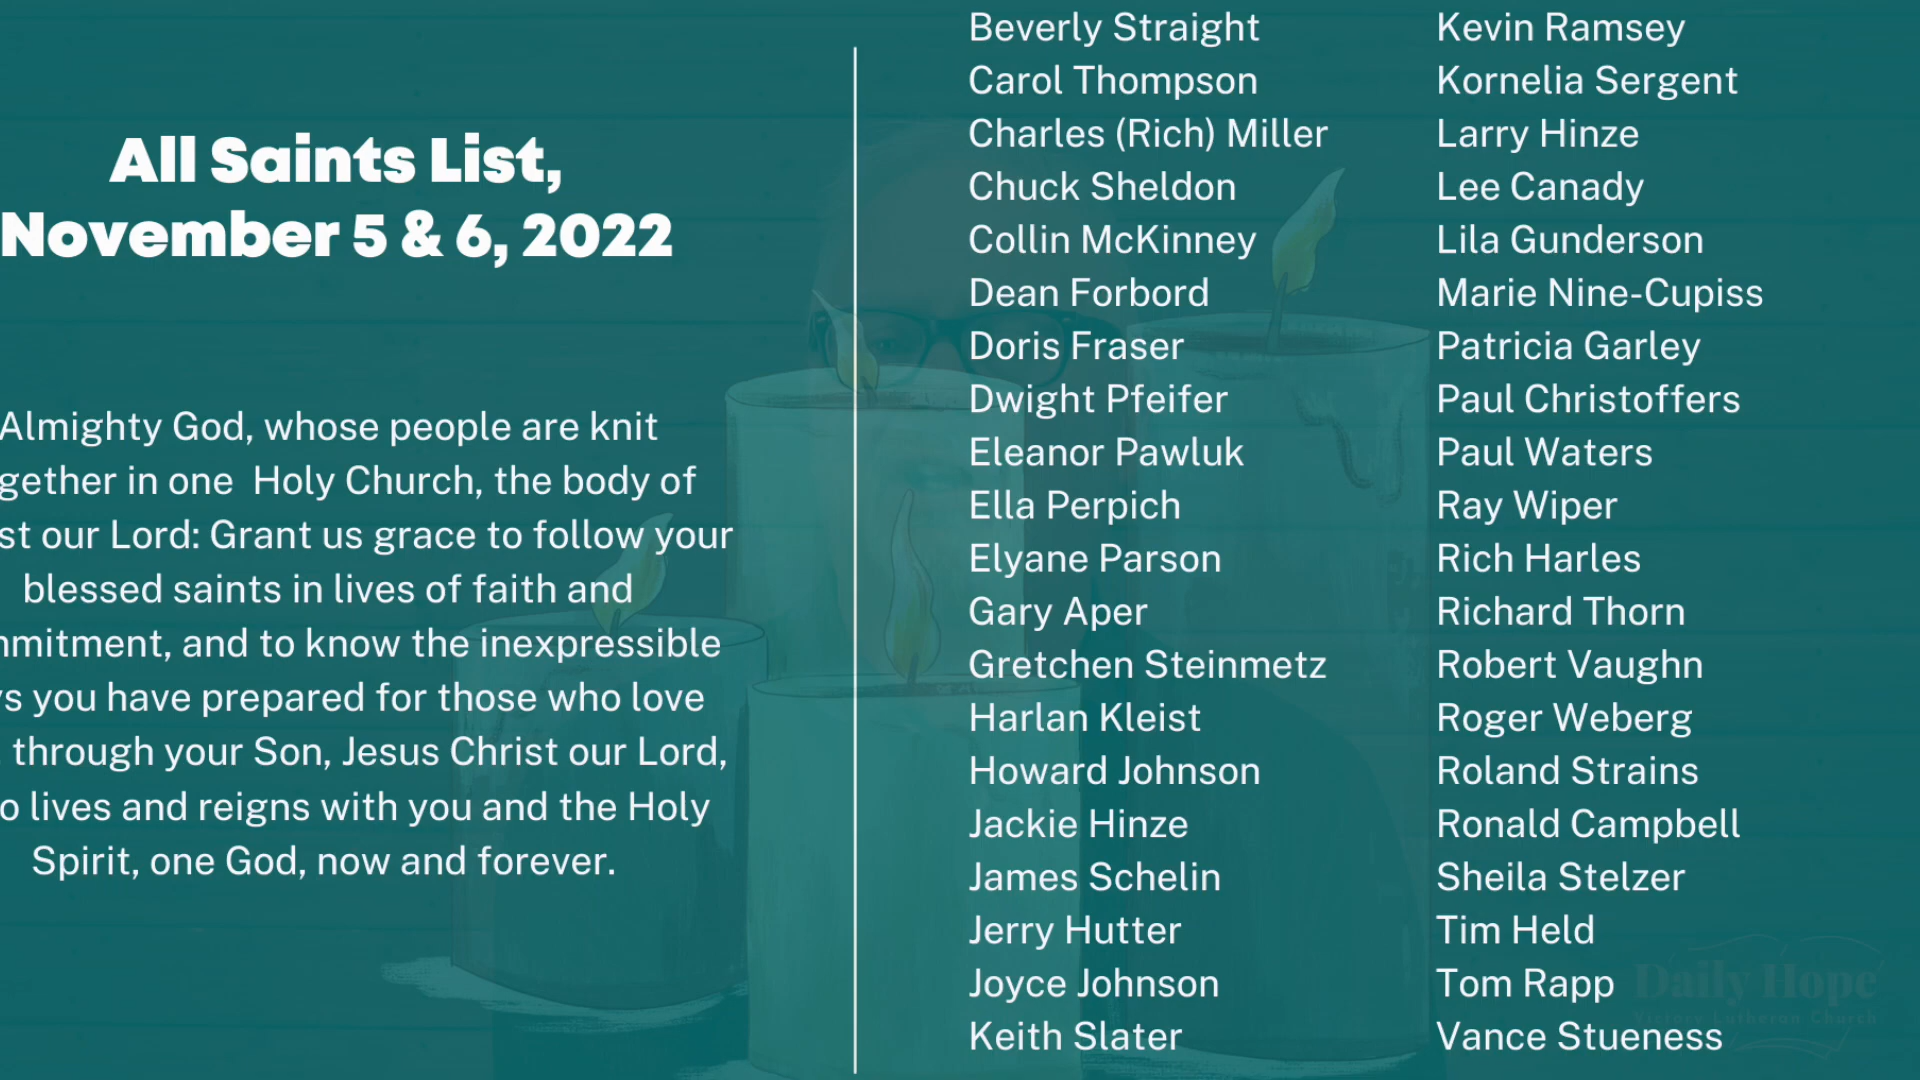 All Saints List,
November 5 & 6, 2022
Almighty God, whose people are knit
gether in one Holy Church, the body of
st our Lord: Grant us grace to follow your
blessed saints in lives of faith and
mmitment, and to know the inexpressible
ys you have prepared for those who love
through your Son, Jesus Christ our Lord,
o lives and reigns with you and the Holy
Spirit, one God, now and forever.
Beverly Straight
Carol Thompson
Charles (Rich) Miller
Chuck Sheldon
Collin McKinney
Dean Forbord
Doris Fraser
Dwight Pfeifer
Eleanor Pawluk
Ella Perpich
Elyane Parson
Gary Aper
Gretchen Steinmetz
Harlan Kleist
Howard Johnson
Jackie Hinze
James Schelin
Jerry Hutter
Joyce Johnson
Keith Slater
Kevin Ramsey
Kornelia Sergent
Larry Hinze
Lee Canady
Lila Gunderson
Marie Nine-Cupiss
Patricia Garley
Paul Christoffers
Paul Waters
Ray Wiper
Rich Harles
Richard Thorn
Robert Vaughn
Roger Weberg
Roland Strains
Ronald Campbell
Sheila Stelzer
Tim Held
Tom Rapp
Vance Stueness
Daily Hope
Victory Lutheran Church